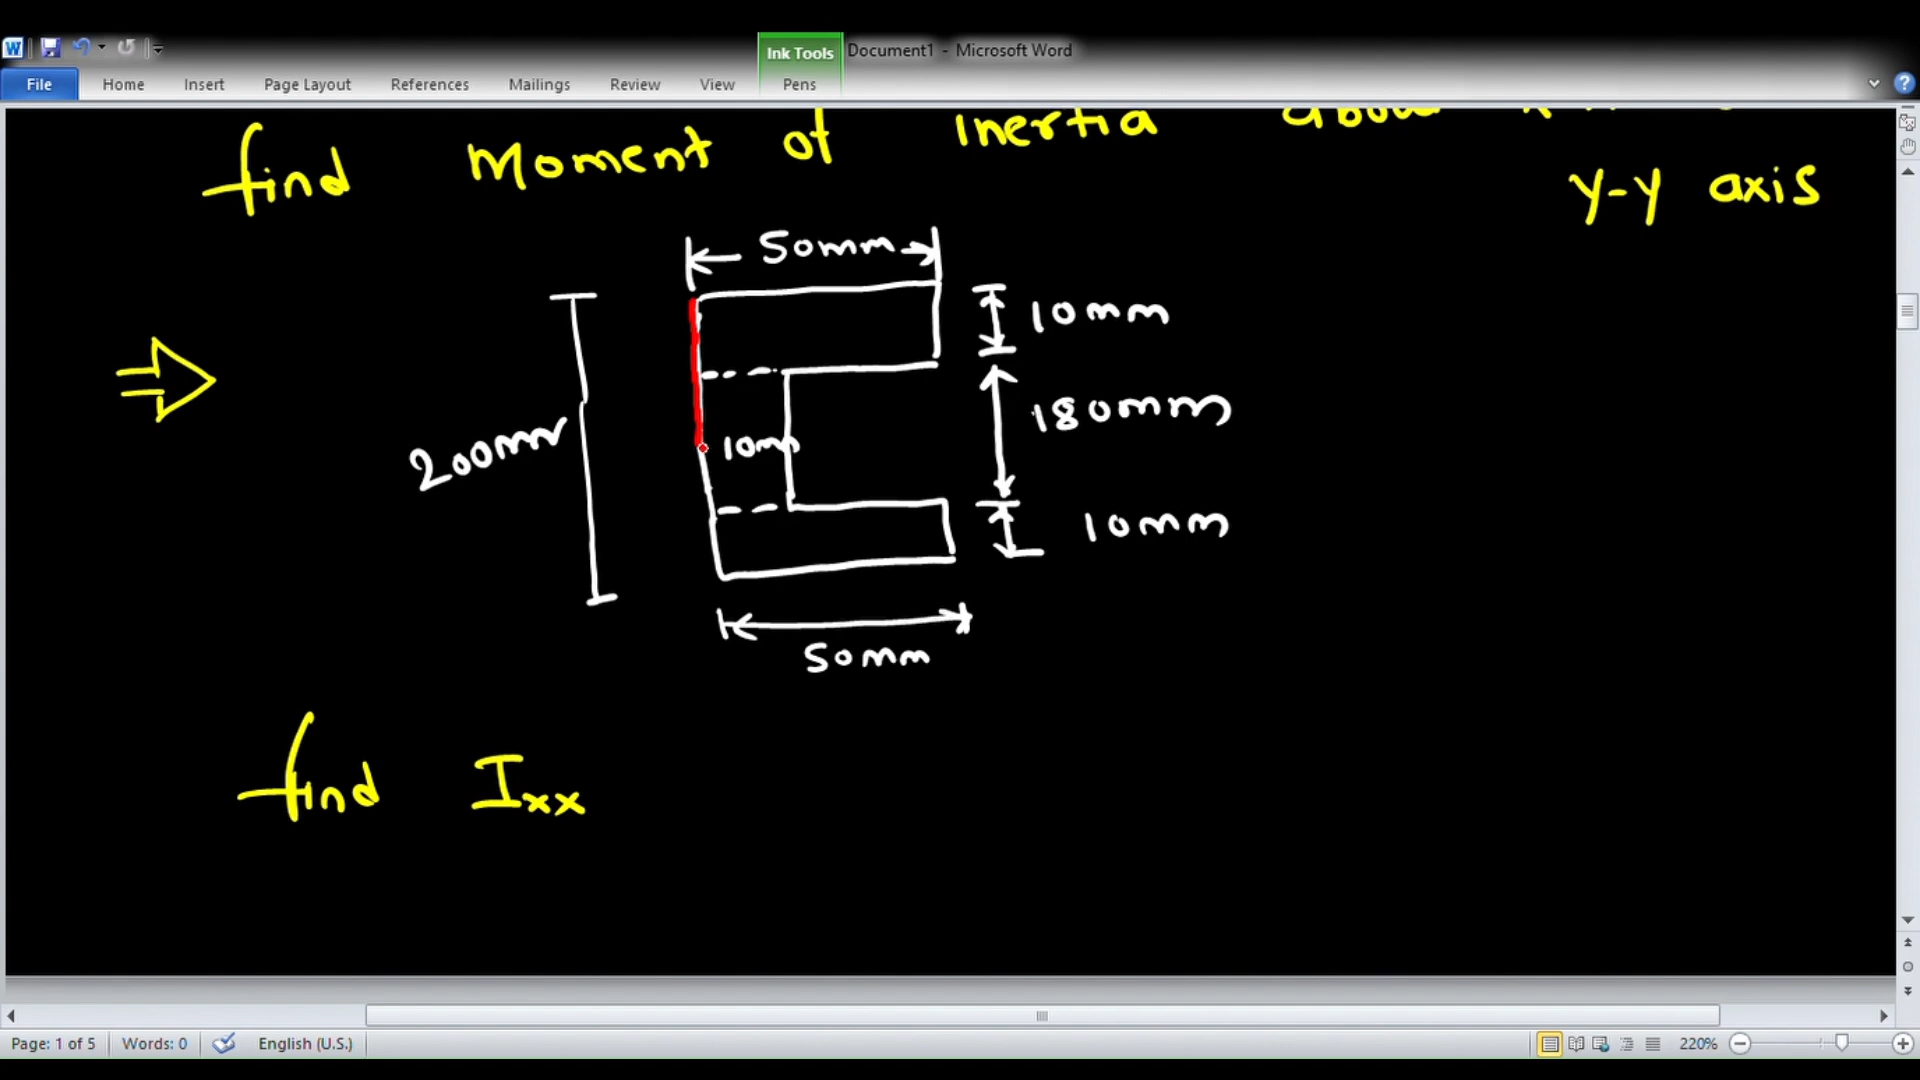 Ink Tools Document1 - Microsoft Word
File Home Insert Page Layout References Mailings Review View Pens
find Moment of Inertia about
y-y axis
50mm
10mm
180mm
200mm
10mm
10mm
50mm
find Ixx
Page: 1 of 5 Words: 0 English (U.S.) 220%